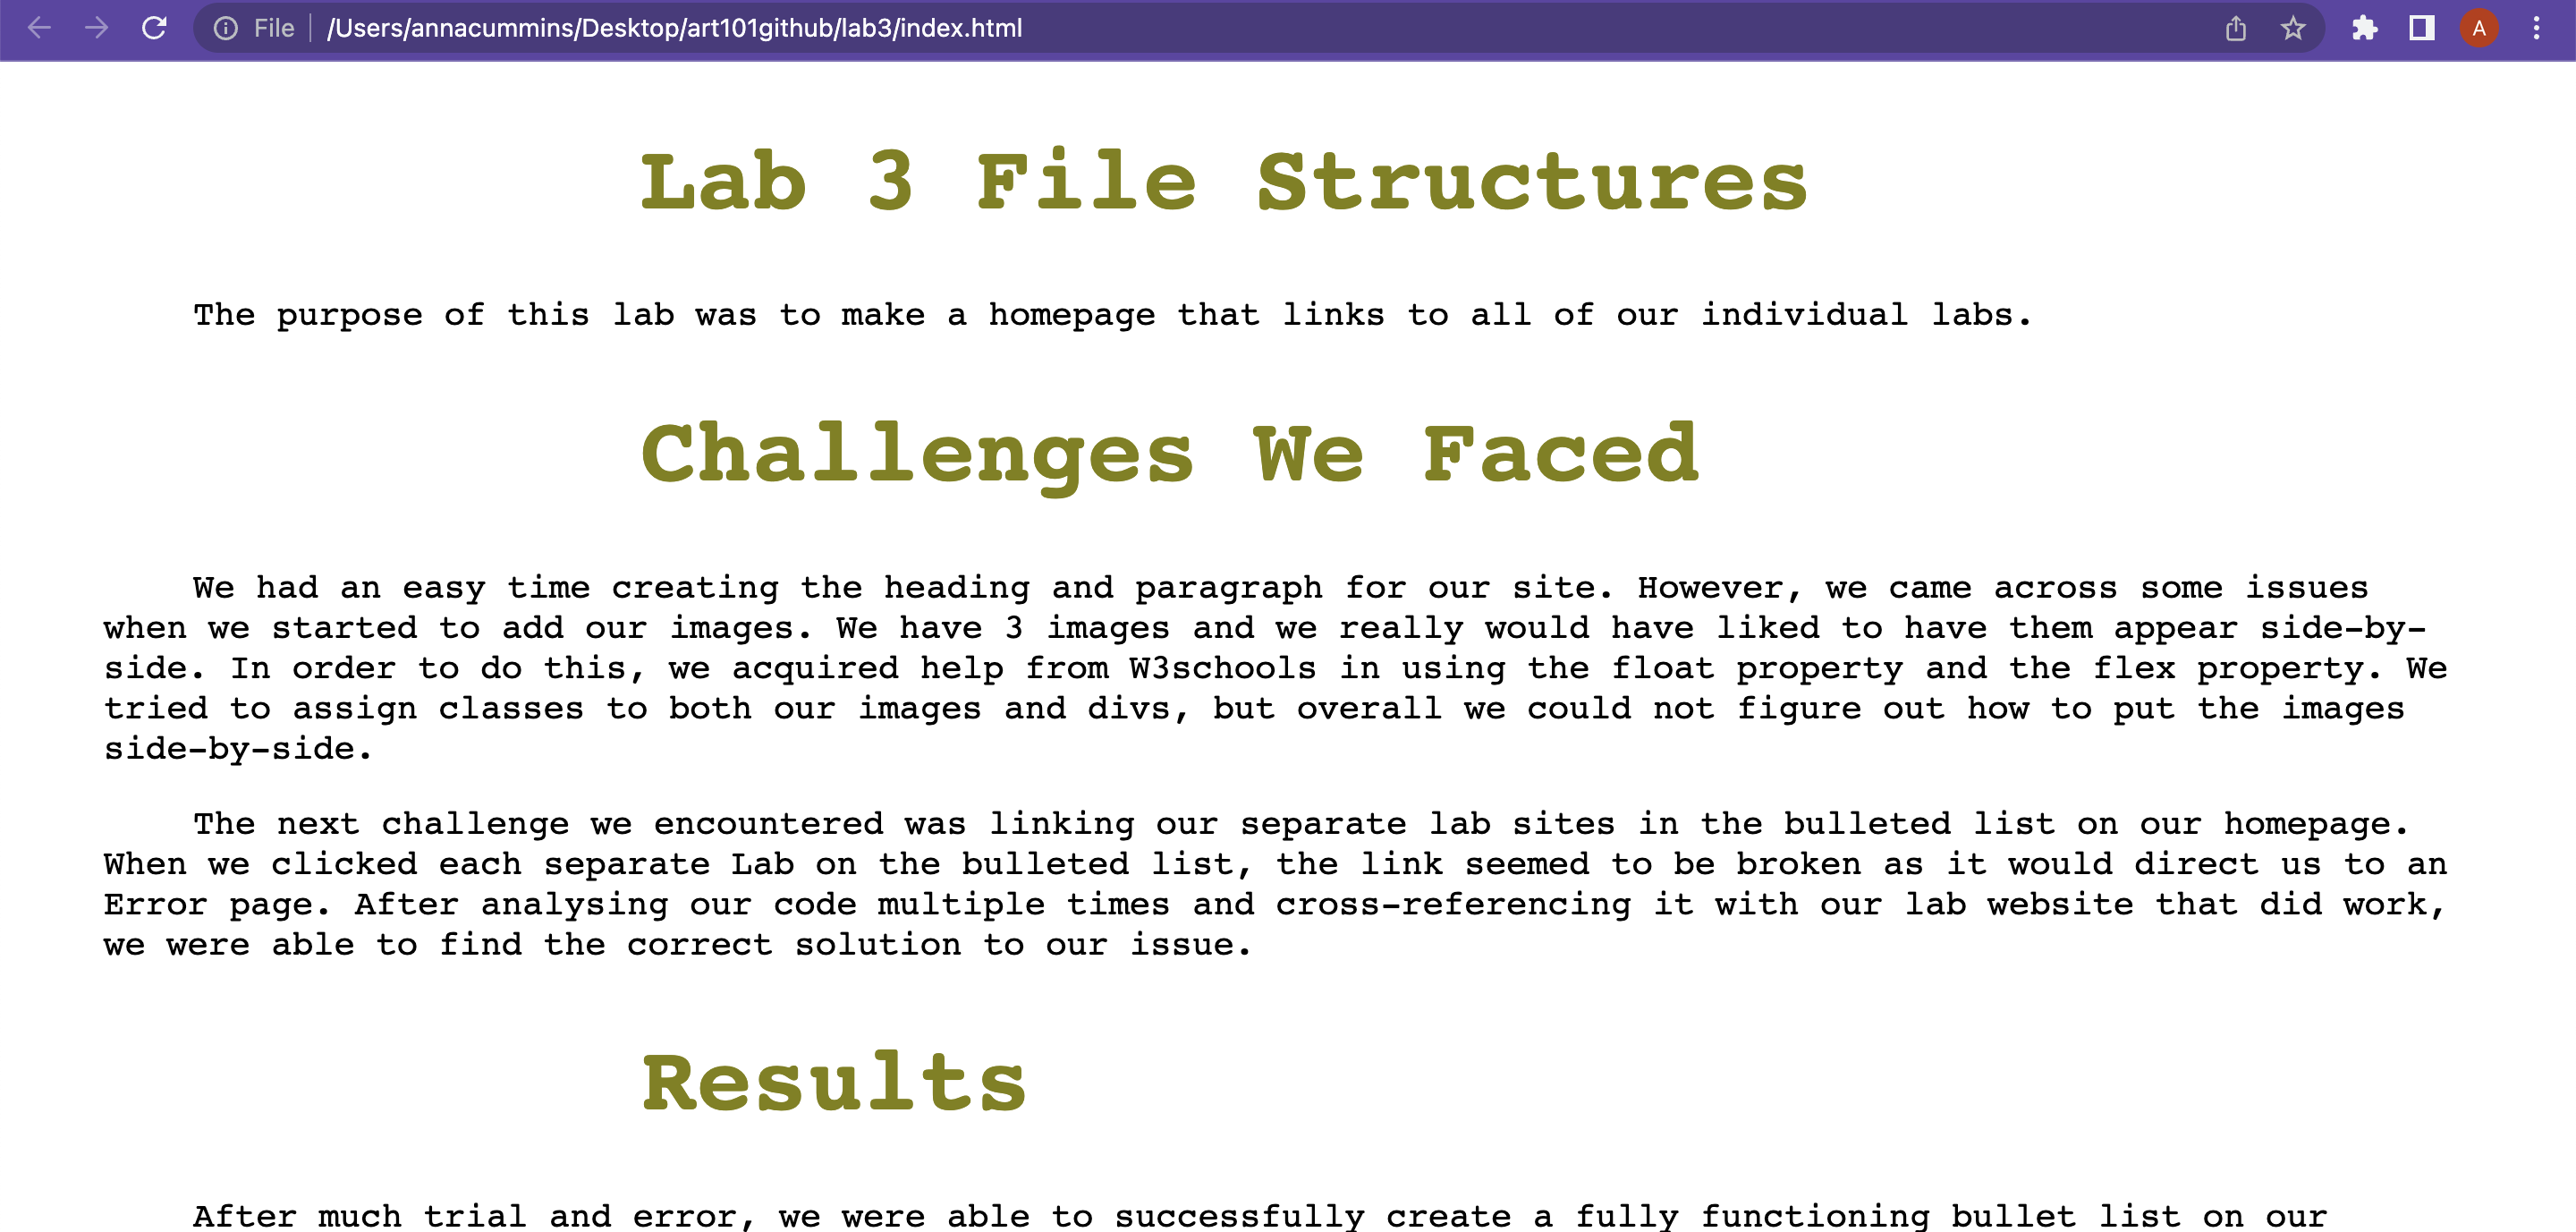 File /Users/annacummins/Desktop/art101github/lab3/index.html
A
Lab 3 File Structures
The purpose of this lab was to make a homepage that links to all of our individual labs.
Challenges We Faced
We had an easy time creating the heading and paragraph for our site. However, we came across some issues
when we started to add our images. We have 3 images and we really would have liked to have them appear side-by-
side. In order to do this, we acquired help from W3schools in using the float property and the flex property. We
tried to assign classes to both our images and divs, but overall we could not figure out how to put the images
side-by-side.
The next challenge we encountered was linking our separate lab sites in the bulleted list on our homepage.
When we clicked each separate Lab on the bulleted list, the link seemed to be broken as it would direct us to an
Error page. After analysing our code multiple times and cross-referencing it with our lab website that did work,
we were able to find the correct solution to our issue.
Results
After much trial and error, we were able to successfully create a fully functioning bullet list on our